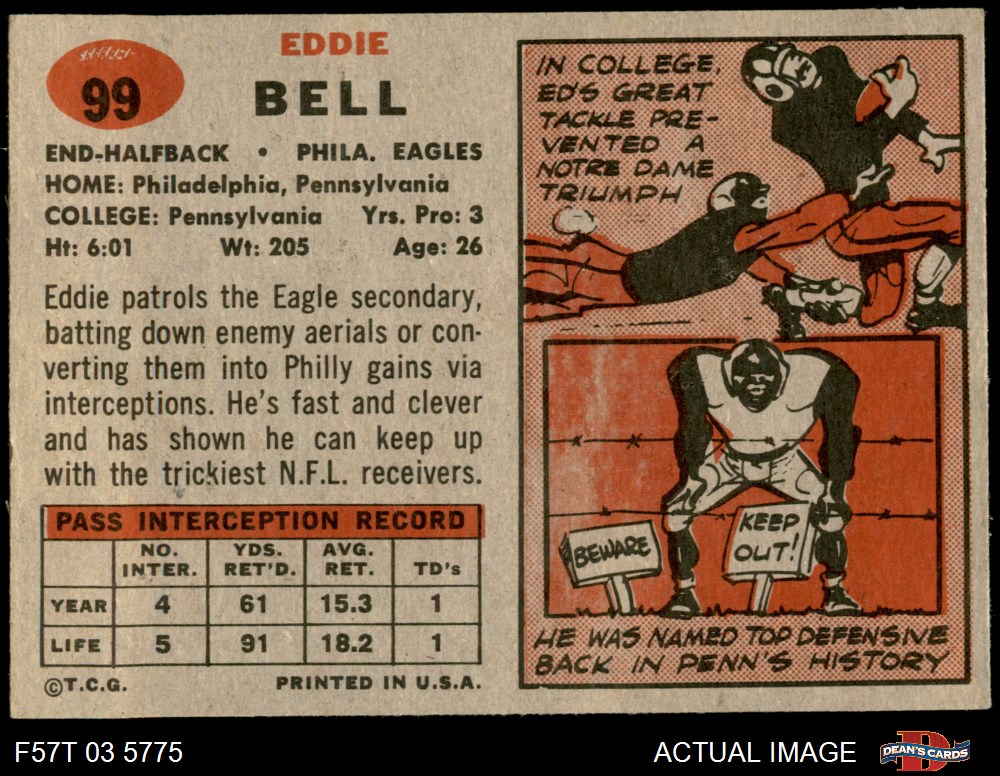 99
EDDIE
BELL
END-HALFBACK • PHILA. EAGLES
HOME: Philadelphia, Pennsylvania
COLLEGE: Pennsylvania Yrs. Pro: 3
Ht: 6:01 Wt: 205 Age: 26
Eddie patrols the Eagle secondary,
batting down enemy aerials or con-
verting them into Philly gains via
interceptions. He's fast and clever
and has shown he can keep up
with the trickiest N.F.L. receivers.
PASS INTERCEPTION RECORD
NO. INTER. YDS. RET'D. AVG. RET. TD's
YEAR 4 61 15.3 1
LIFE 5 91 18.2 1
©T.C.G. PRINTED IN U.S.A.
IN COLLEGE,
ED'S GREAT
TACKLE PRE-
VENTED A
NOTRE DAME
TRIUMPH
BEWARE
KEEP
OUT!
HE WAS NAMED TOP DEFENSIVE
BACK IN PENN'S HISTORY
F57T 03 5775
ACTUAL IMAGE
DEAN'S CARDS